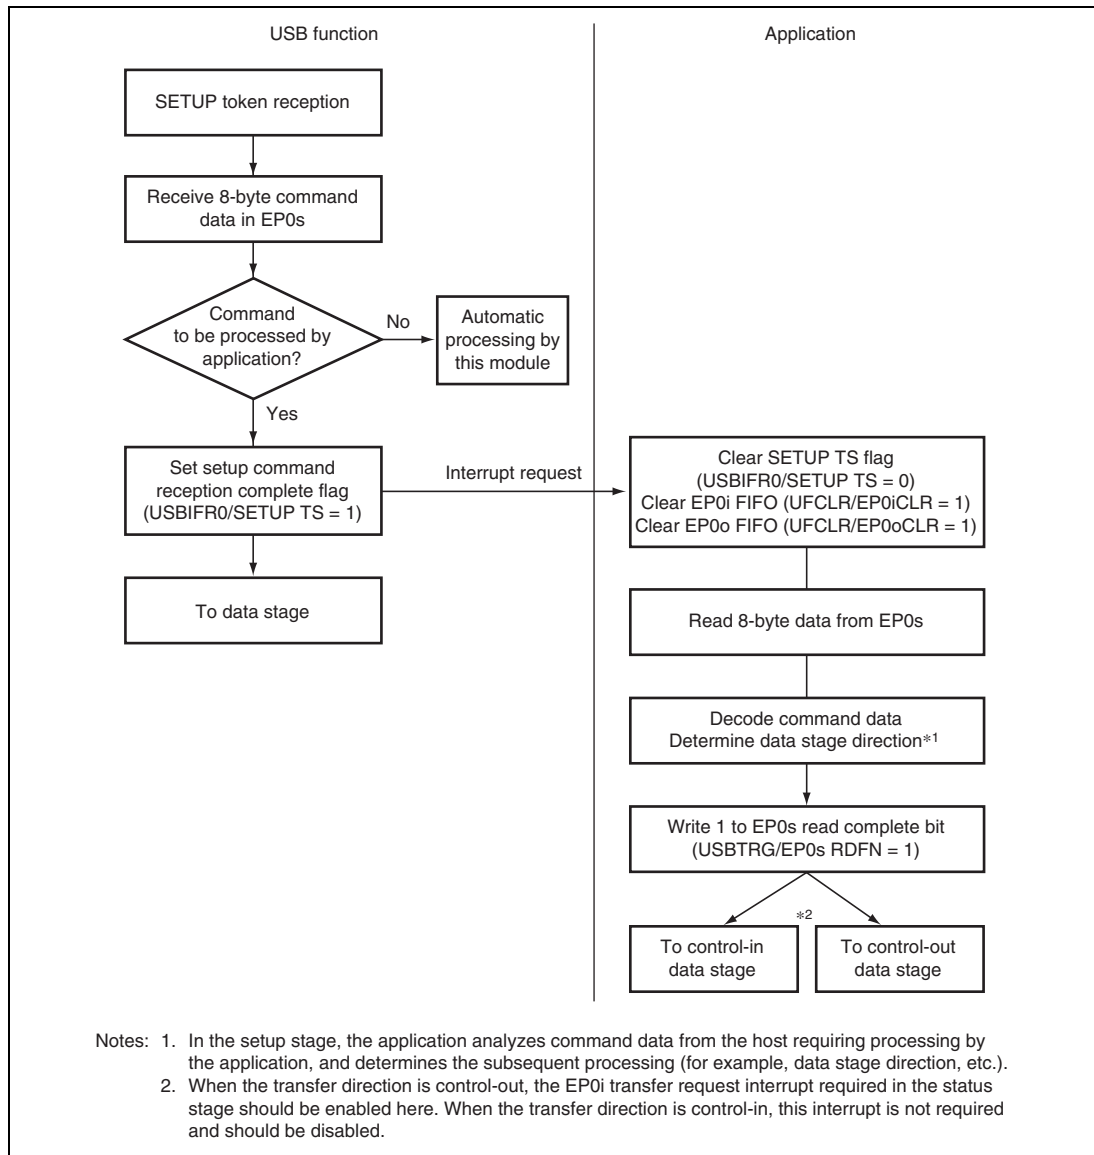 USB function
Application
SETUP token reception
Receive 8-byte command
data in EP0s
Command
to be processed by
application?
No
Automatic
processing by
this module
Yes
Set setup command
reception complete flag
(USBIFR0/SETUP TS = 1)
Interrupt request
To data stage
Clear SETUP TS flag
(USBIFR0/SETUP TS = 0)
Clear EP0i FIFO (UFCLR/EP0iCLR = 1)
Clear EP0o FIFO (UFCLR/EP0oCLR = 1)
Read 8-byte data from EP0s
Decode command data
Determine data stage direction*1
Write 1 to EP0s read complete bit
(USBTRG/EP0s RDFN = 1)
*2
To control-in
data stage
To control-out
data stage
Notes: 1. In the setup stage, the application analyzes command data from the host requiring processing by
the application, and determines the subsequent processing (for example, data stage direction, etc.).
2. When the transfer direction is control-out, the EP0i transfer request interrupt required in the status
stage should be enabled here. When the transfer direction is control-in, this interrupt is not required
and should be disabled.